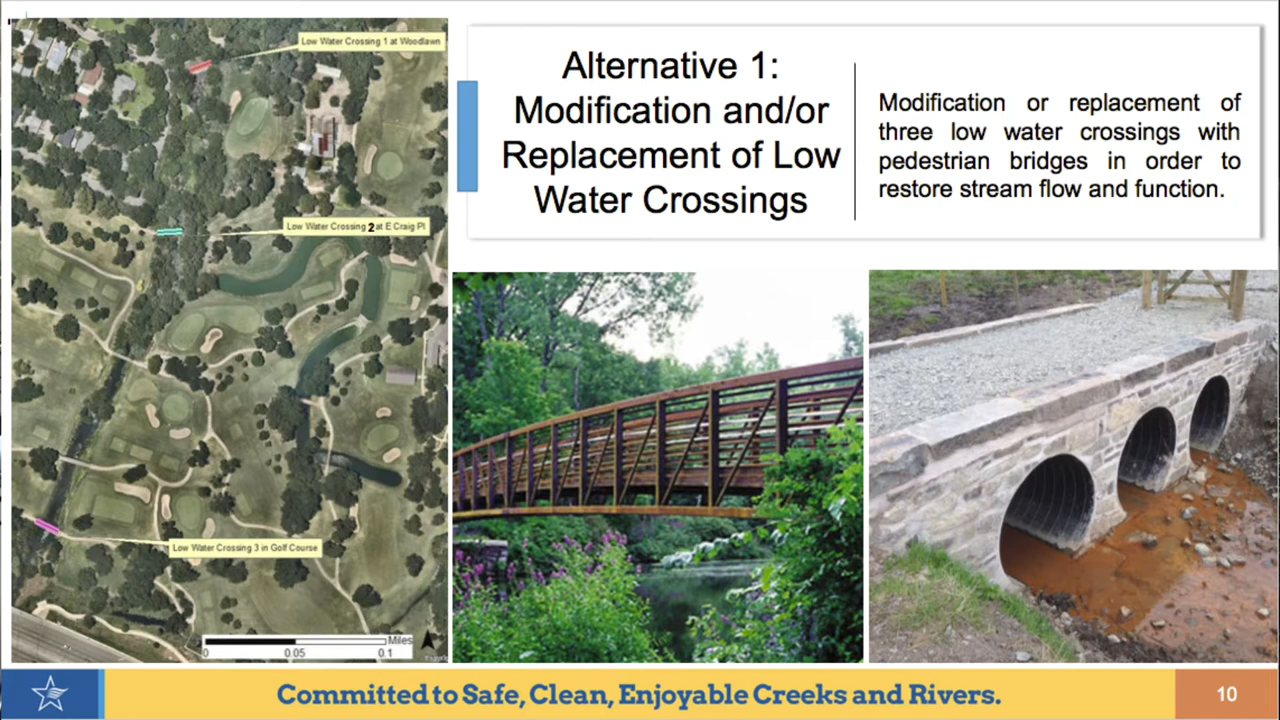 Low Water Crossing 1 at Woodlawn
Low Water Crossing 2 at E Craig Pl
Low Water Crossing 3 in Golf Course
Miles
0 0.05 0.1
Alternative 1:
Modification and/or
Replacement of Low
Water Crossings
Modification or replacement of
three low water crossings with
pedestrian bridges in order to
restore stream flow and function.
Committed to Safe, Clean, Enjoyable Creeks and Rivers.
10